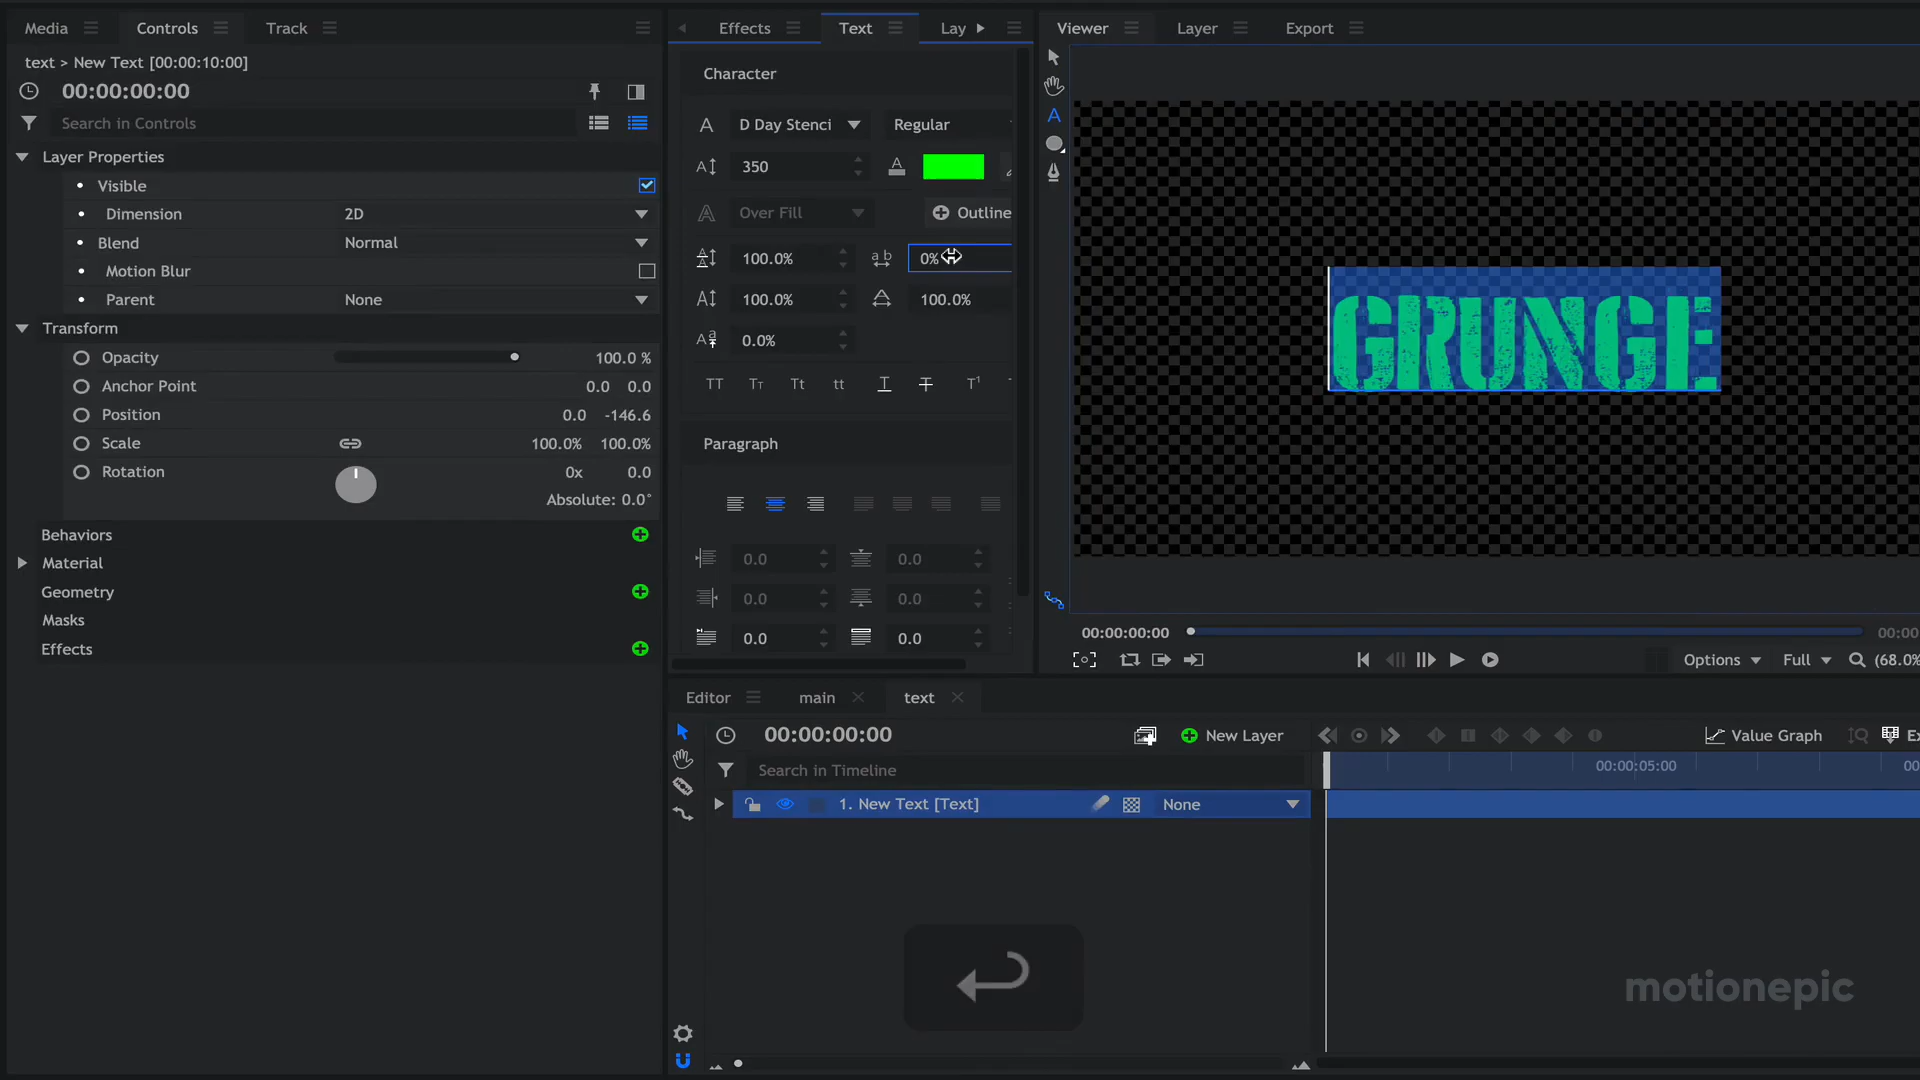 Media
Controls
Track
Effects
Text
Lay
Viewer
Layer
Export
text > New Text [00:00:10:00]
00:00:00:00
Search in Controls
Layer Properties
Visible
Dimension
2D
Blend
Normal
Motion Blur
Parent
None
Transform
Opacity
100.0 %
Anchor Point
0.0 0.0
Position
0.0 -146.6
Scale
100.0% 100.0%
Rotation
0x 0.0
Absolute: 0.0°
Behaviors
Material
Geometry
Masks
Effects
Character
D Day Stenci
Regular
350
Over Fill
Outline
100.0%
0%
100.0%
100.0%
0.0%
Paragraph
0.0 0.0
0.0 0.0
0.0 0.0
GRUNGE
00:00:00:00
00:00
Options
Full
(68.0%
Editor
main
text
00:00:00:00
New Layer
Value Graph
Ex
Search in Timeline
00:00:05:00
00
1. New Text [Text]
None
motionepic